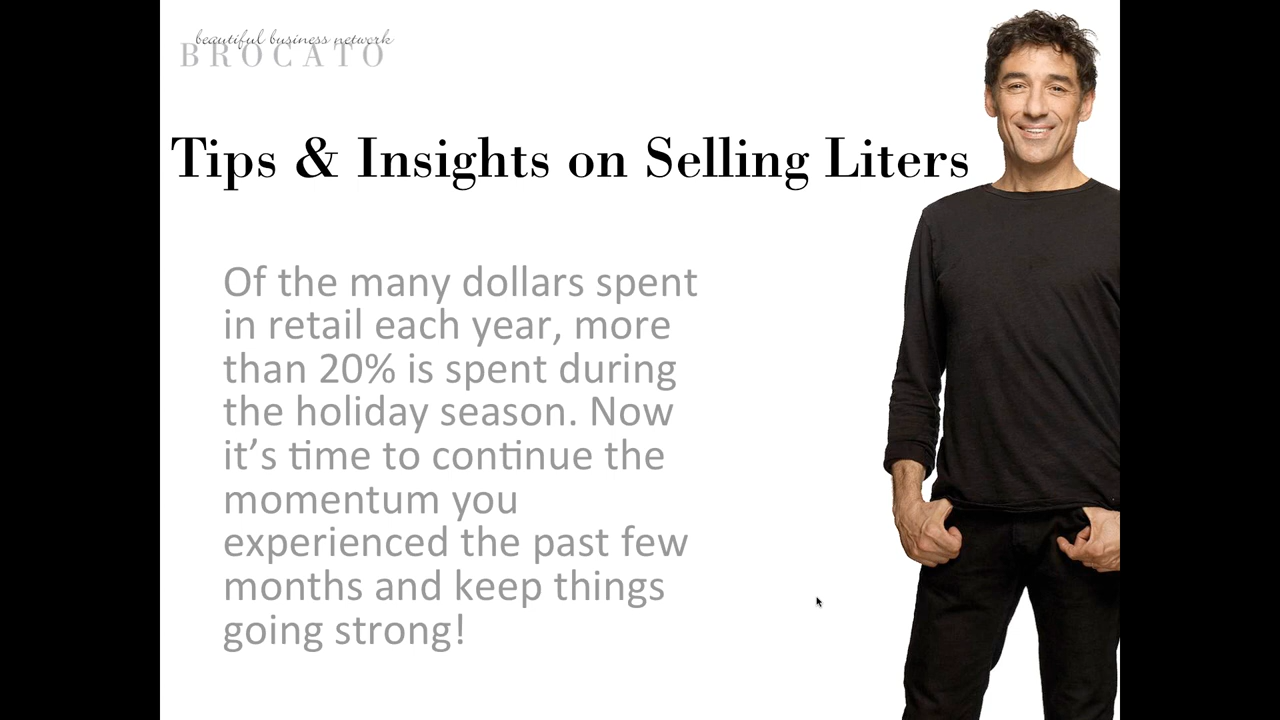 beautiful business network
BROCATO
Tips & Insights on Selling Liters
Of the many dollars spent
in retail each year, more
than 20% is spent during
the holiday season. Now
it’s time to continue the
momentum you
experienced the past few
months and keep things
going strong!